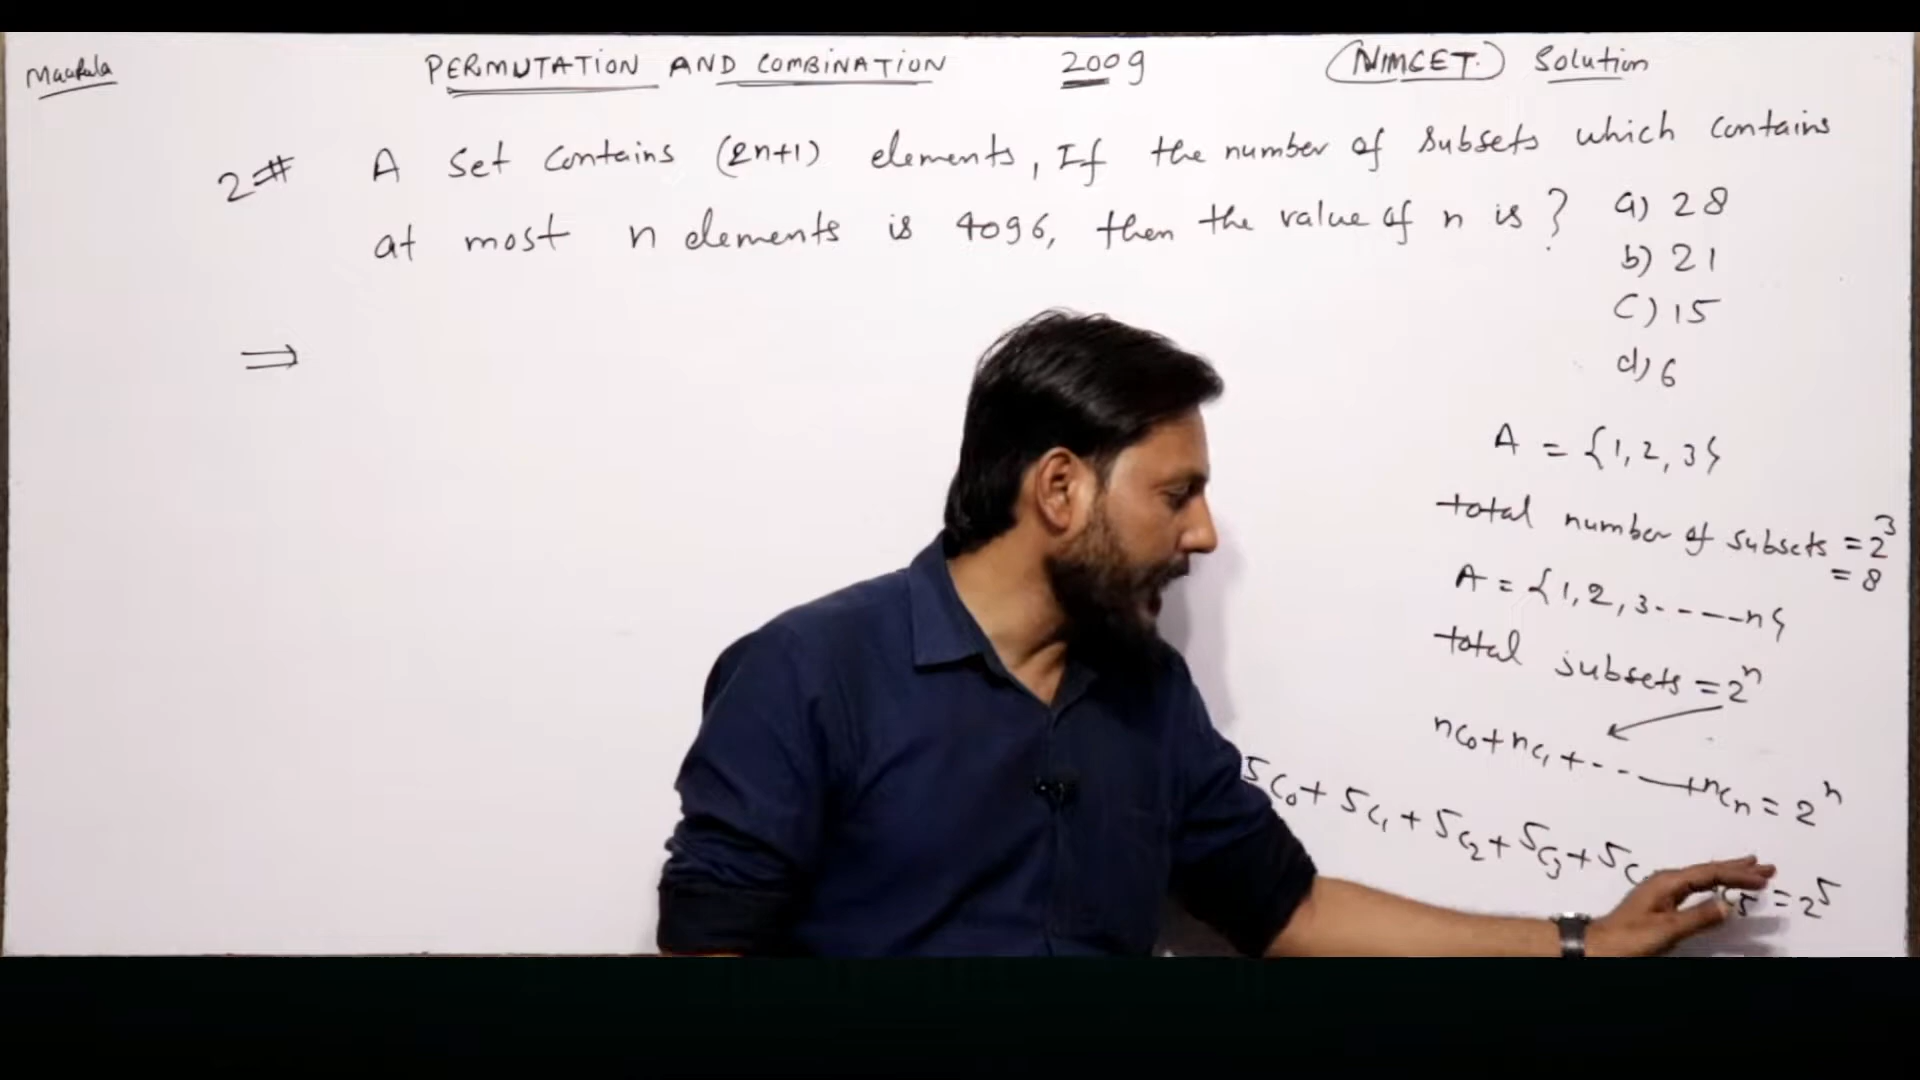 PERMUTATION AND COMBINATION 2009 NIMCET. Solution
2# A Set Contains (2n+1) elements, If the number of Subsets which contains
at most n elements is 4096, then the value of n is ?
a) 28
b) 21
c) 15
d) 6
⇒
A = {1, 2, 3}
total number of subsets = 2³
= 8
A = {1, 2, 3-----n}
total subsets = 2ⁿ
nC₀ + nC₁ + -- — + nCₙ = 2ⁿ
5C₀ + 5C₁ + 5C₂ + 5C₃ + 5C C₅ = 2⁵